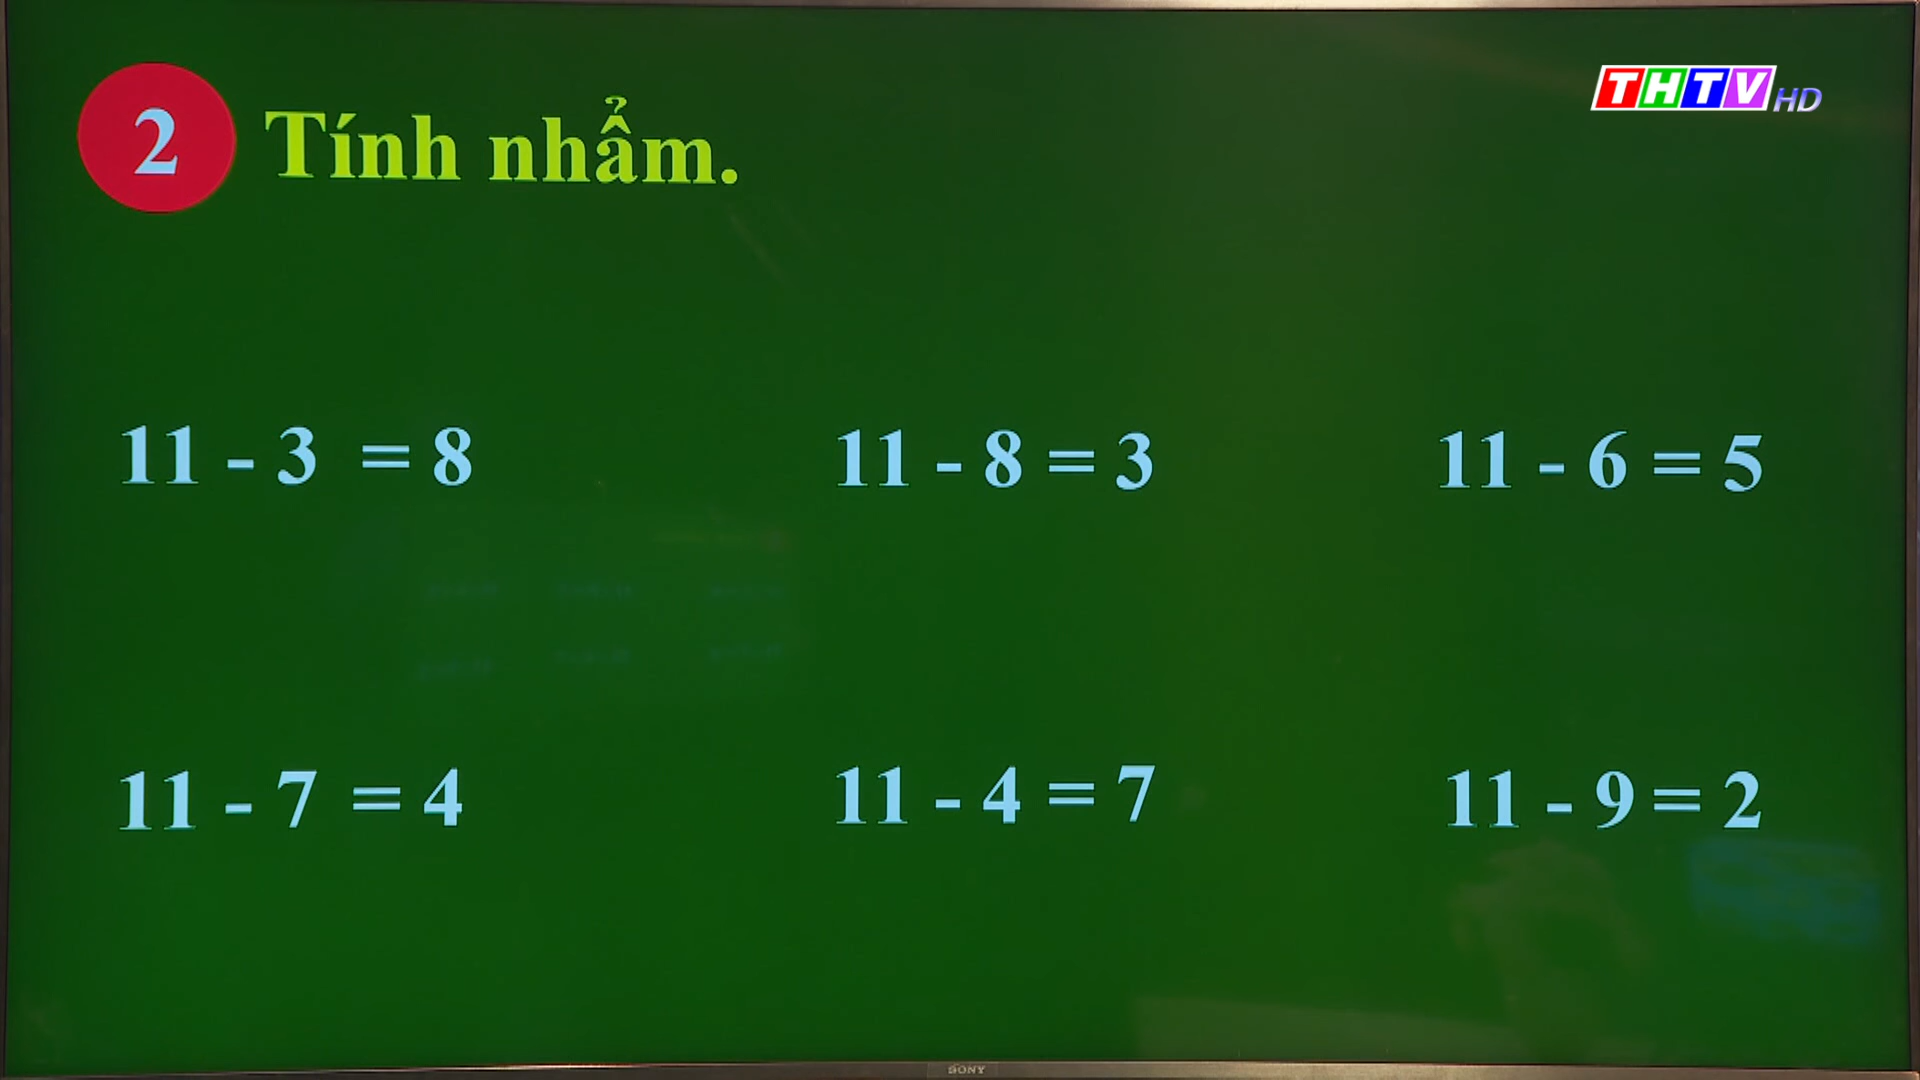 THTV HD
2 Tính nhẩm.
11 - 3 = 8 11 - 8 = 3 11 - 6 = 5
11 - 7 = 4 11 - 4 = 7 11 - 9 = 2
SONY